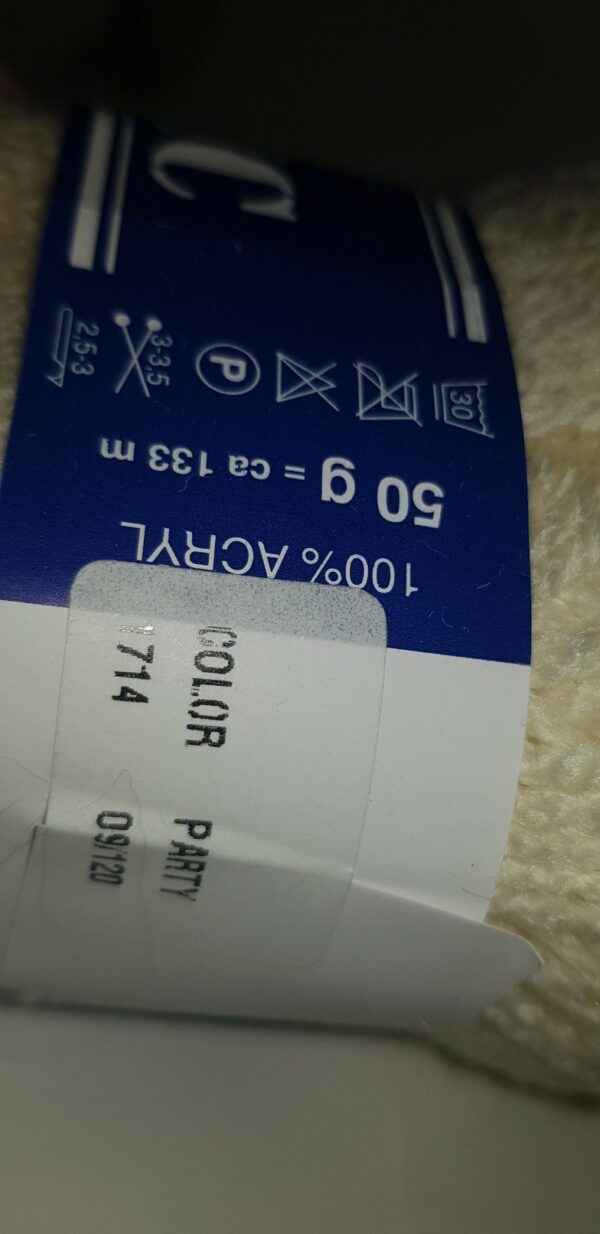 C
30
P
3-3,5
2,5-3
50 g = ca 133 m
100% ACRYL
COLOR PARTY
714 09/120